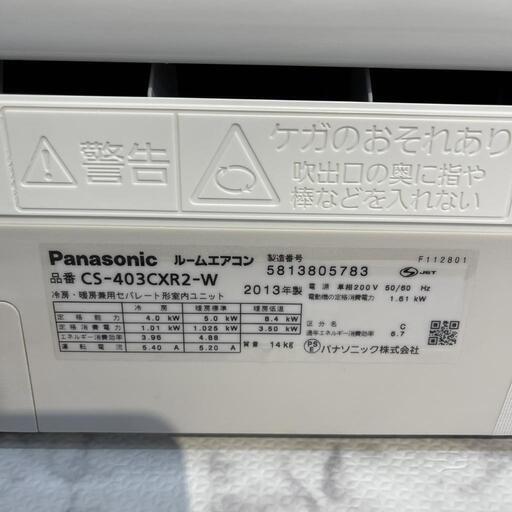 警告
ケガのおそれあり
吹出口の奥に指や
棒などを入れない
Panasonic ルームエアコン
製造番号
5813805783
JET
F112801
品番 CS-403CXR2-W
2013年製
電源 単相200V 50/60 Hz
電動機の定格消費電力 1.61 kW
冷房・暖房兼用セパレート形室内ユニット
冷房 暖房標準 暖房低温
定格能力 4.0 kW 5.0 kW 6.4 kW
定格消費電力 1.01 kW 1.025 kW 3.50 kW
エネルギー消費効率 3.96 4.88
運転電流 5.40 A 5.20 A
質量 14kg
区分名 C
通年エネルギー消費効率 6.7
PS
E
パナソニック株式会社